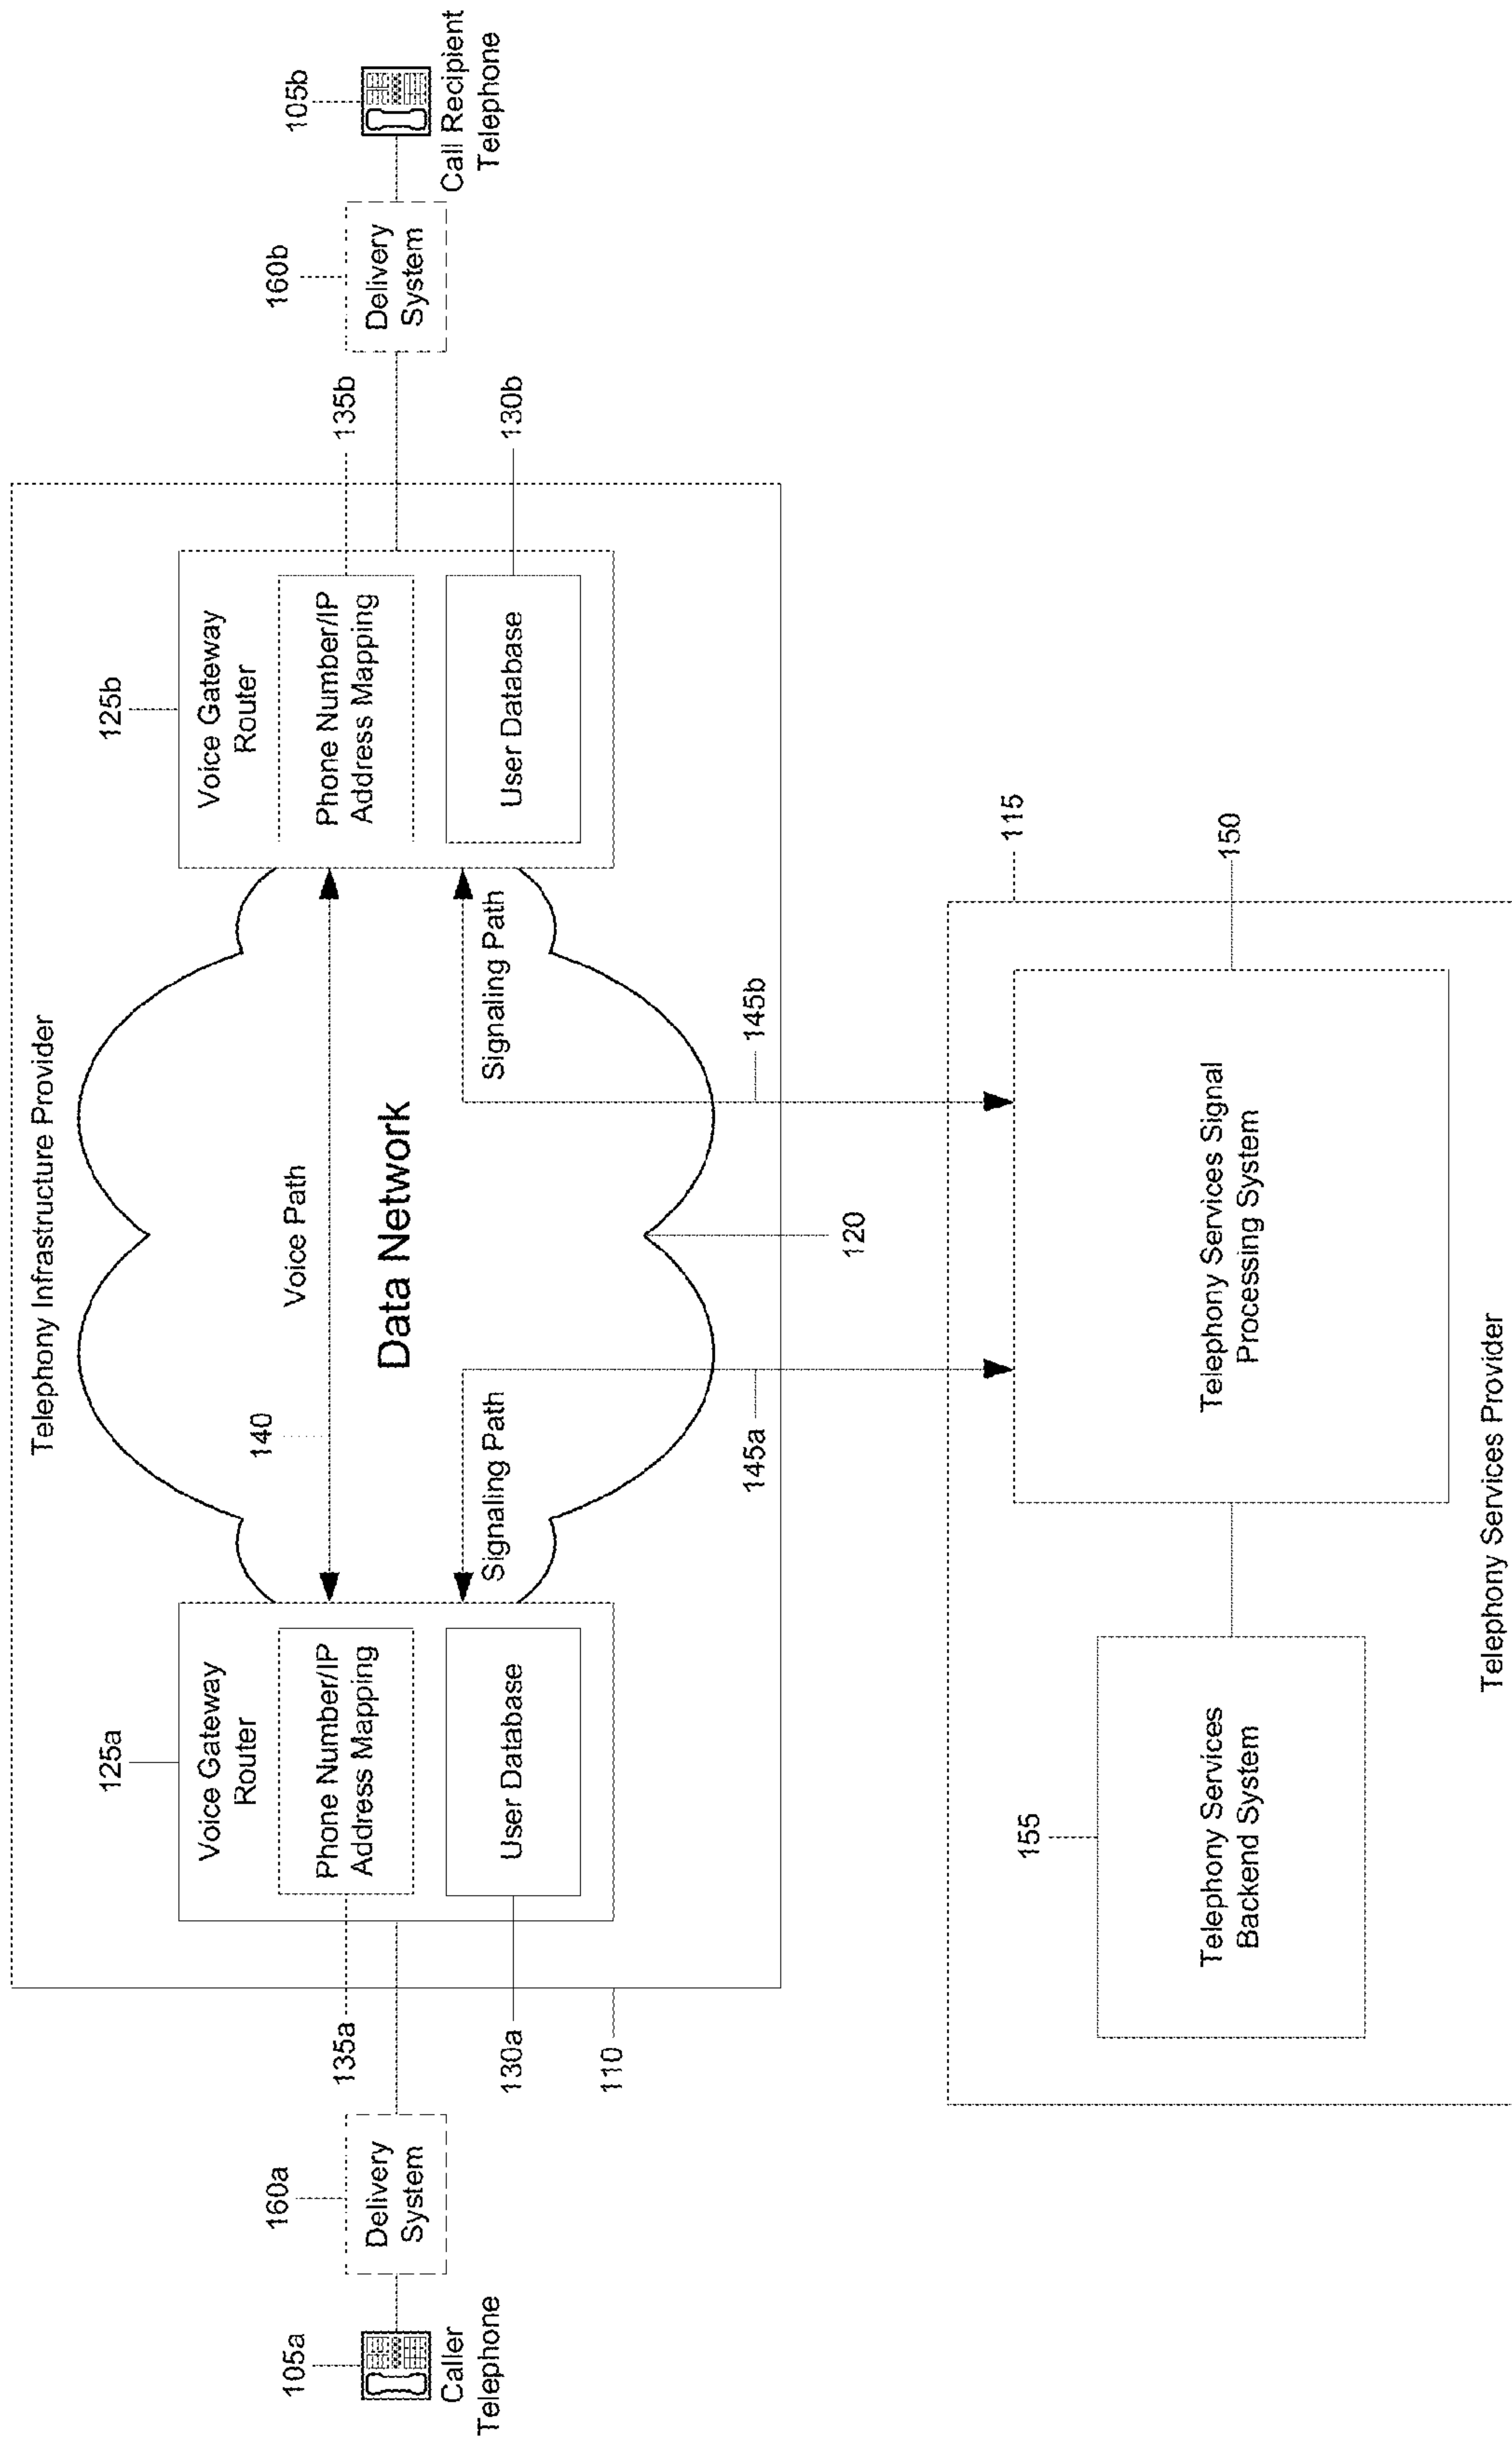 Telephony Infrastructure Provider
125a
125b
Voice Gateway
Router
Voice Gateway
Router
160a
140
Voice Path
160b
105a
105b
135a
Phone Number/IP
Address Mapping
Phone Number/IP
Address Mapping
135b
Delivery
System
Data Network
Delivery
System
Caller
Telephone
Call Recipient
Telephone
130a
User Database
Signaling Path
Signaling Path
User Database
130b
110
145a
145b
120
115
155
150
Telephony Services
Backend System
Telephony Services Signal
Processing System
Telephony Services Provider